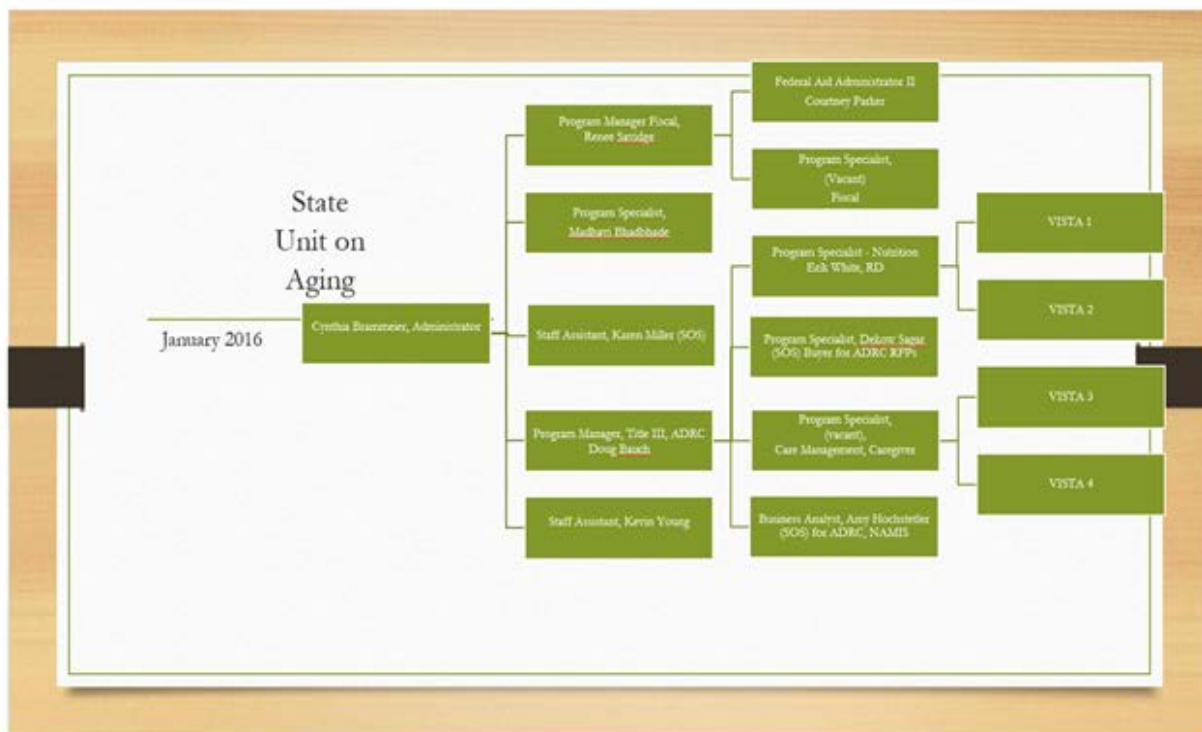 State
Unit on
Aging
January 2016
Cynthia Brammeier, Administrator
Program Manager Fiscal,
Renee Satidge
Program Specialist,
Madhavi Bhadbhade
Staff Assistant, Karen Miller (SOS)
Program Manager, Title III, ADRC
Doug Bauch
Staff Assistant, Kevin Young
Federal Aid Administrator II
Courtney Parker
Program Specialist,
(Vacant)
Fiscal
Program Specialist - Nutrition
Erik White, RD
Program Specialist, Dekow Sagar
(SOS) Buyer for ADRC RFPs
Program Specialist,
(vacant),
Care Management, Caregiver
Business Analyst, Amy Hochstetler
(SOS) for ADRC, NAMIS
VISTA 1
VISTA 2
VISTA 3
VISTA 4